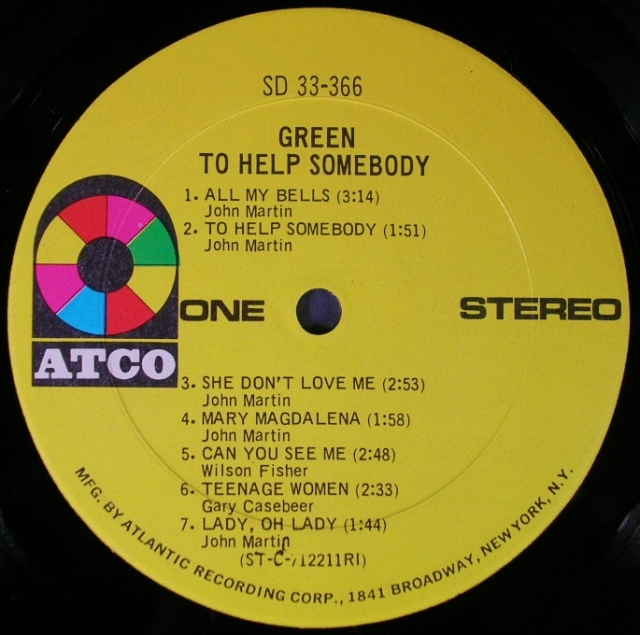 SD 33-366
GREEN
TO HELP SOMEBODY
1. ALL MY BELLS (3:14)
John Martin
2. TO HELP SOMEBODY (1:51)
John Martin
ONE
STEREO
ATCO
3. SHE DON'T LOVE ME (2:53)
John Martin
4. MARY MAGDALENA (1:58)
John Martin
5. CAN YOU SEE ME (2:48)
Wilson Fisher
6. TEENAGE WOMEN (2:33)
Gary Casebeer
7. LADY, OH LADY (1:44)
John Martin
(ST-C-712211RI)
MFG. BY ATLANTIC RECORDING CORP., 1841 BROADWAY, NEW YORK, N.Y.